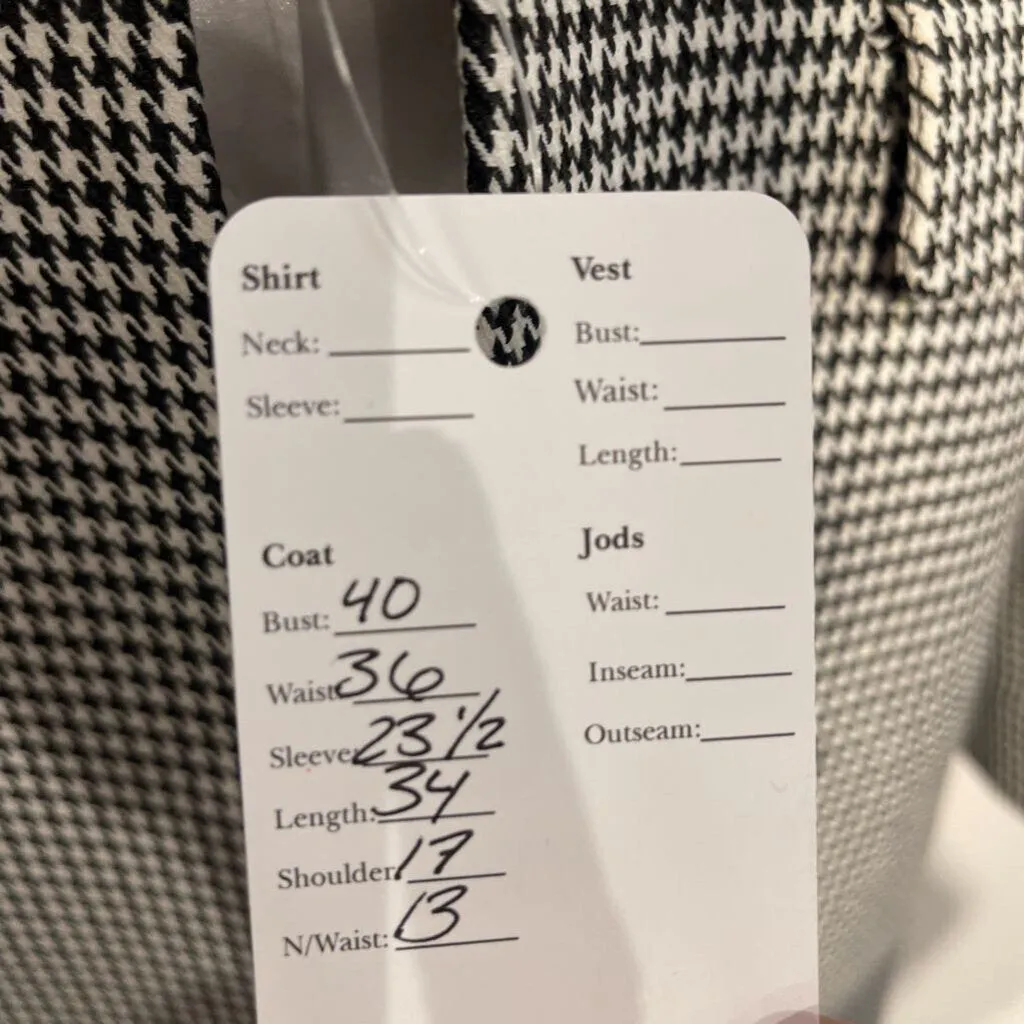 Shirt
Neck:
Sleeve:
Vest
Bust:
Waist:
Length:
Coat
Bust: 40
Waist: 36
Sleeve: 23 1/2
Length: 34
Shoulder: 17
N/Waist: 13
Jods
Waist:
Inseam:
Outseam: